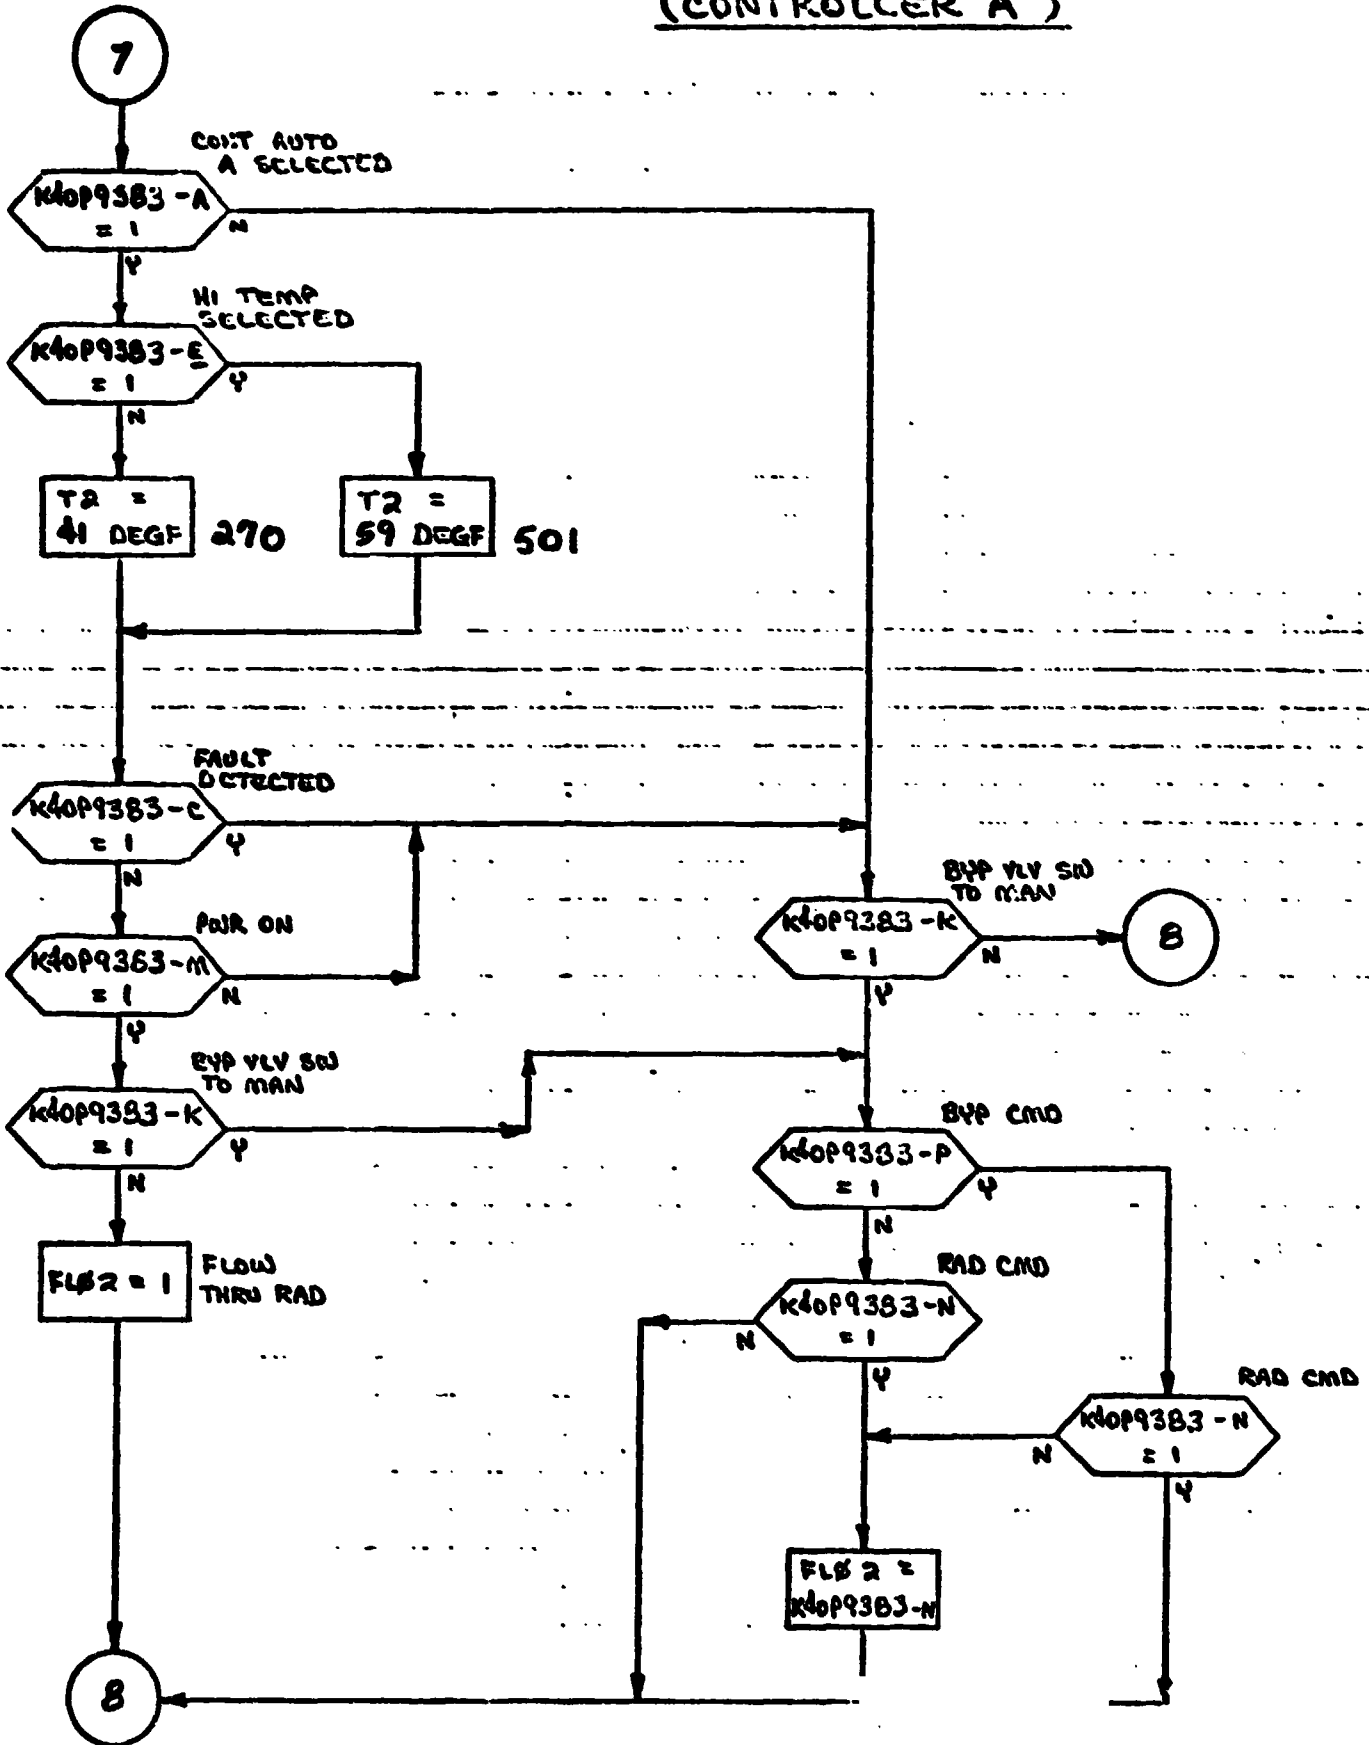 (CONTROLLER A)
7
CONT AUTO
A SELECTED
K40P9383-A
= 1
N
Y
HI TEMP
SELECTED
K40P9383-E
= 1
Y
N
T2 =
41 DEGF
270
T2 =
59 DEGF
501
FAULT
DETECTED
K40P9383-C
= 1
Y
N
PWR ON
K40P9383-M
= 1
N
Y
BYP VLV SW
TO MAN
K40P9383-K
= 1
Y
N
FLØ2 = 1
FLOW
THRU RAD
8
BYP VLV SW
TO MAN
K40P9383-K
= 1
N
8
Y
BYP CMD
K40P9383-P
= 1
Y
N
RAD CMD
K40P9383-N
= 1
N
Y
RAD CMD
K40P9383-N
= 1
N
Y
FLØ2 =
K40P9383-N